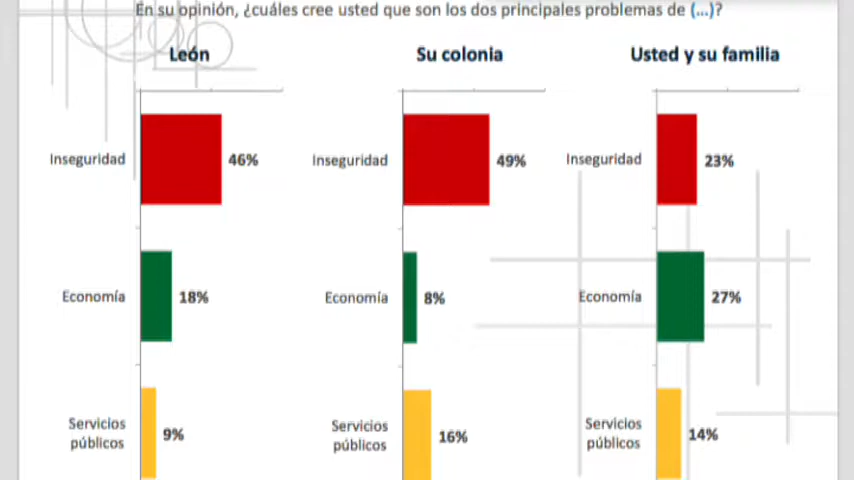 En su opinión, ¿cuáles cree usted que son los dos principales problemas de (...)?
León
Su colonia
Usted y su familia
Inseguridad 46%
Inseguridad 49%
Inseguridad 23%
Economía 18%
Economía 8%
Economía 27%
Servicios
públicos 9%
Servicios
públicos 16%
Servicios
públicos 14%